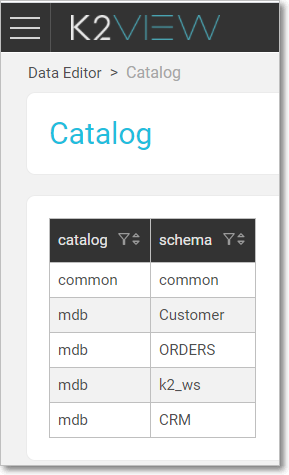 K2VIEW
Data Editor > Catalog
Catalog
catalog schema
common common
mdb Customer
mdb ORDERS
mdb k2_ws
mdb CRM